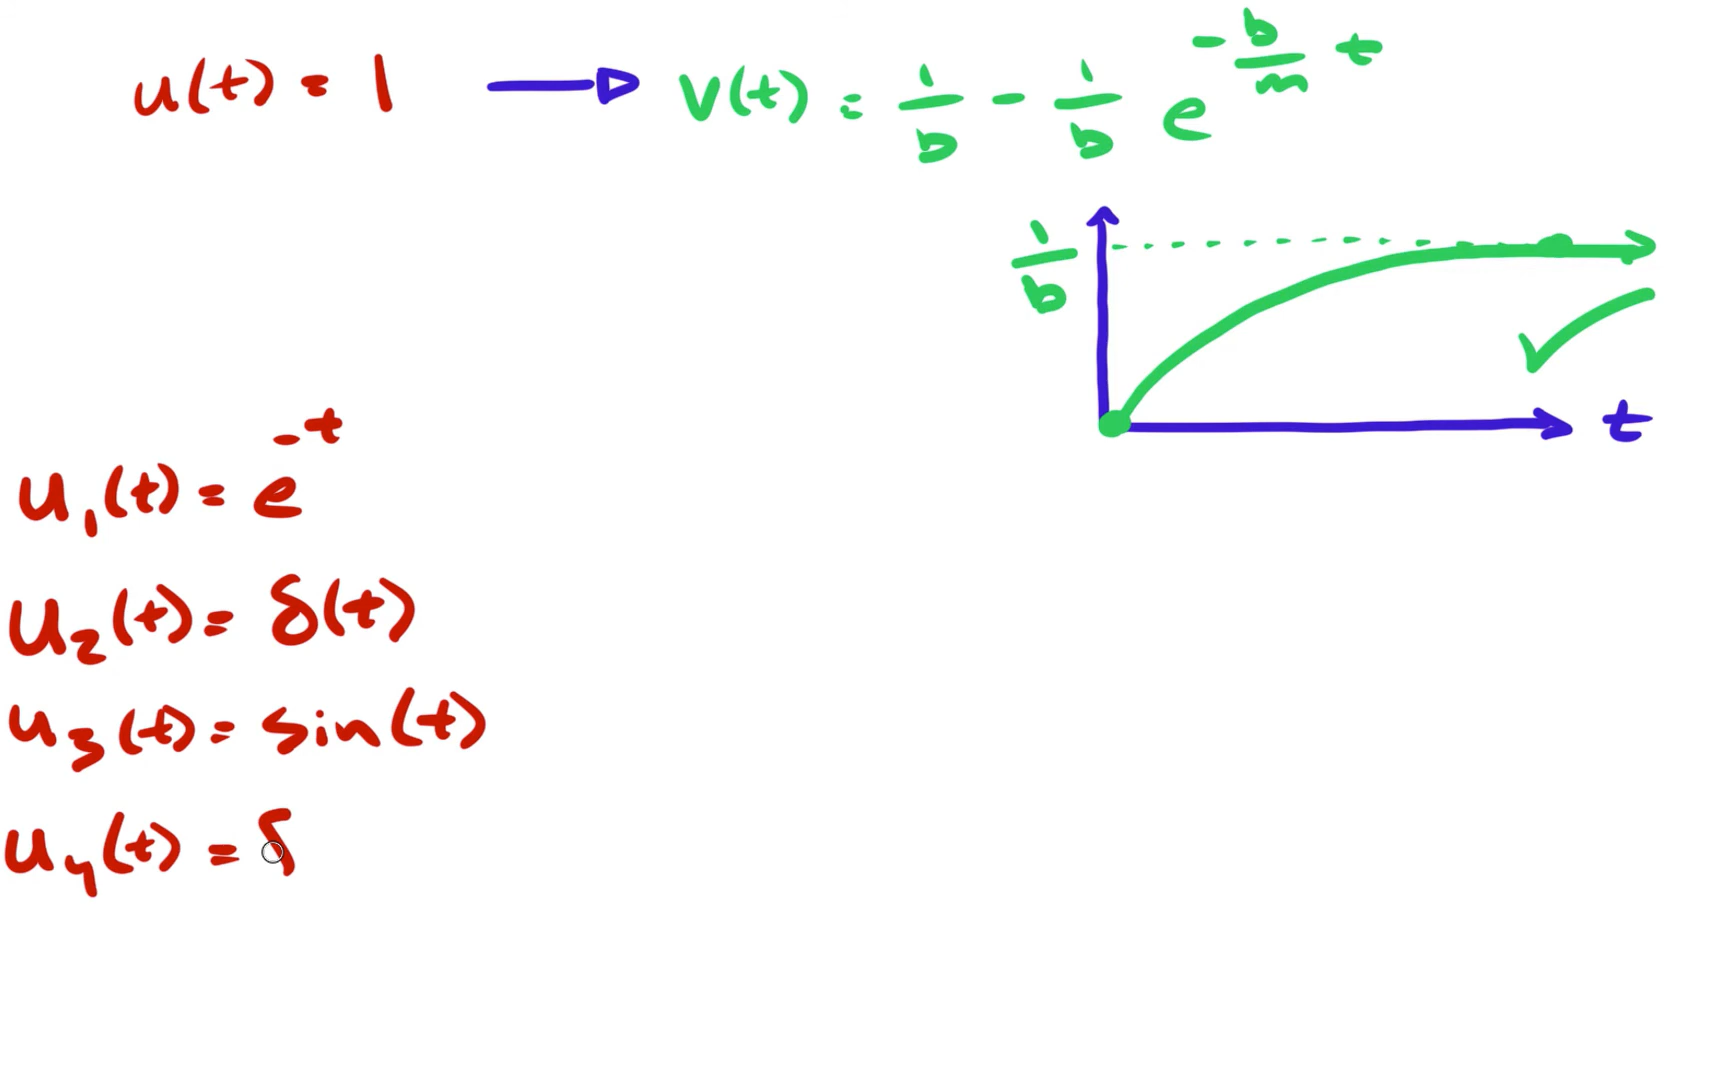 u(t) = 1 → v(t) = 1/b - 1/b e^(-b/m t)
1/b
t
u₁(t) = e^(-t)
u₂(t) = δ(t)
u₃(t) = sin(t)
u₄(t) =